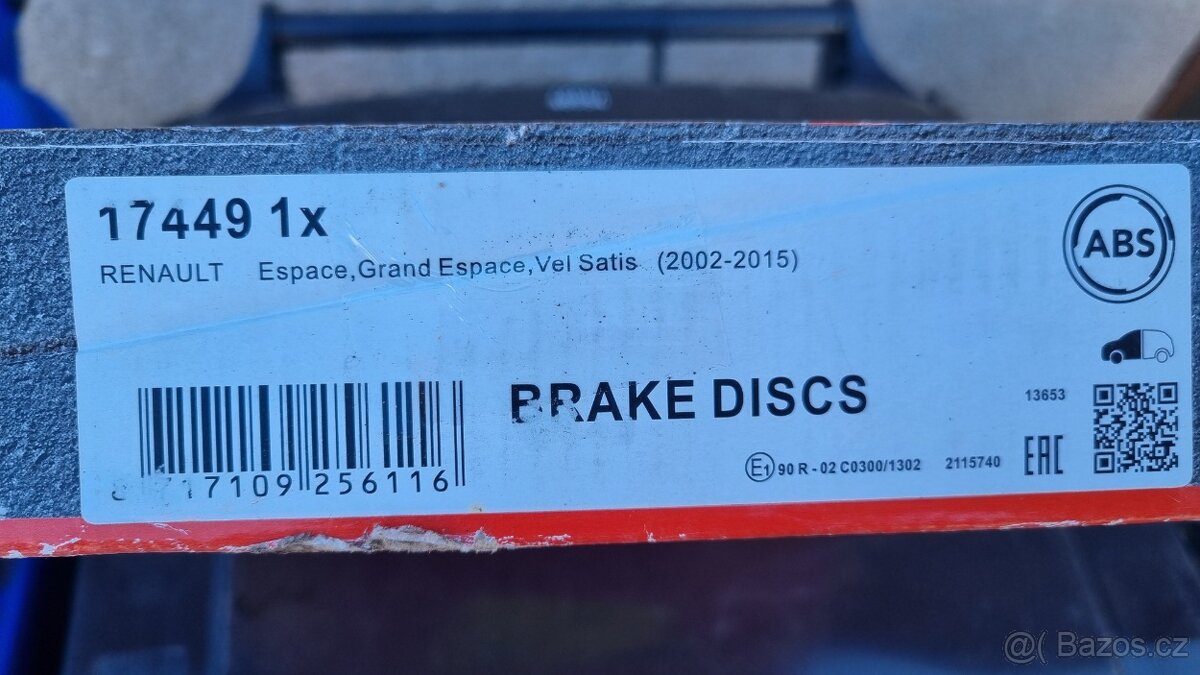 17449 1x
ABS
RENAULT Espace,Grand Espace,Vel Satis (2002-2015)
BRAKE DISCS
13653
17109 256116
E1 90 R - 02 C0300/1302 2115740 EAC
@( Bazos.cz